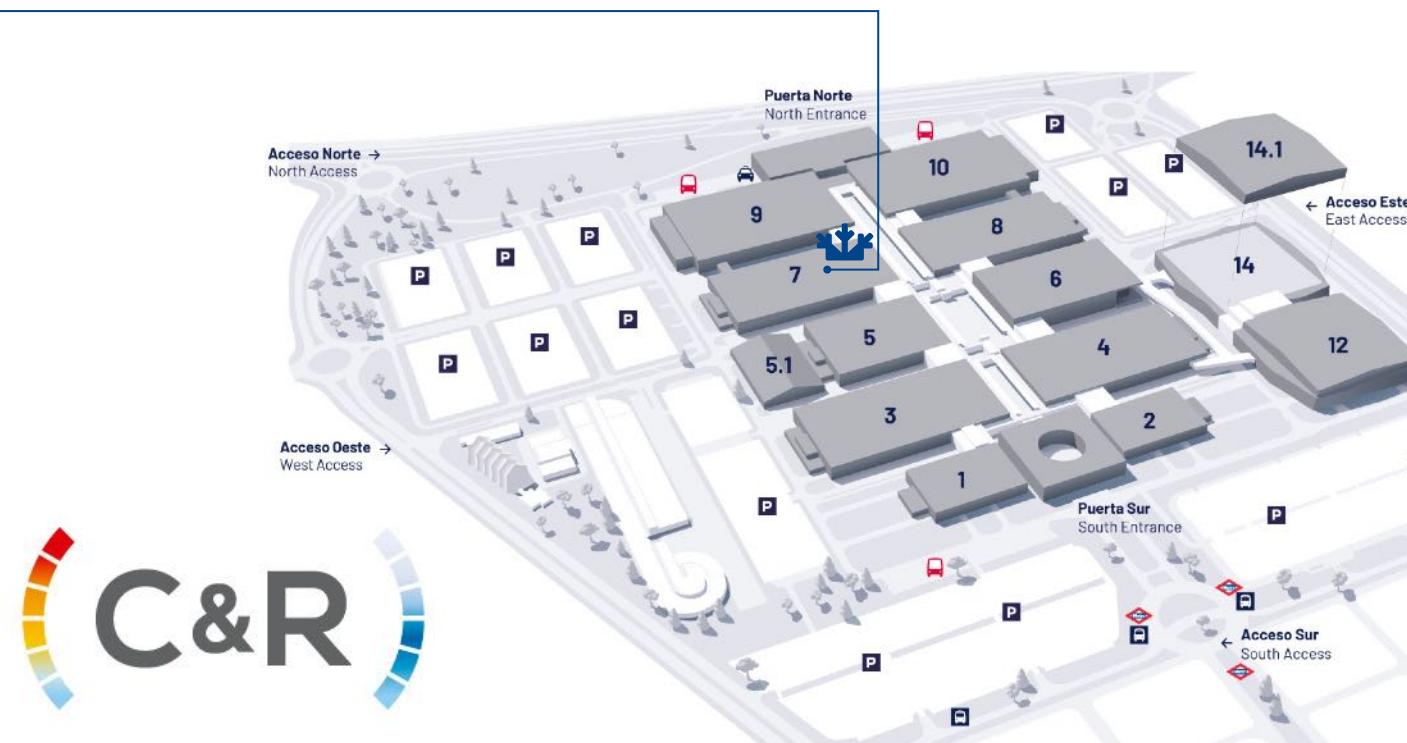 Puerta Norte
North Entrance
Acceso Norte →
North Access
P
P
P
14.1
10
← Acceso Este
East Access
9
8
P
P
P
P
7
6
14
P
P
P
5
4
12
5.1
3
2
Acceso Oeste →
West Access
1
P
Puerta Sur
South Entrance
P
C&R
P
← Acceso Sur
South Access
P